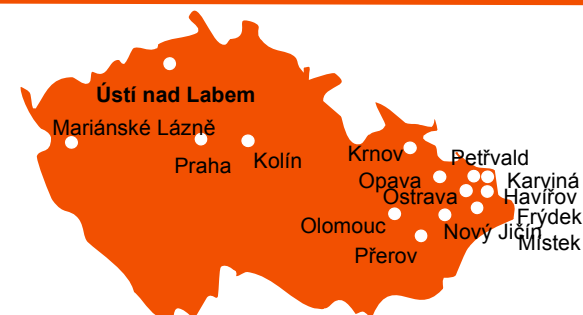 Ústí nad Labem
Mariánské Lázně
Praha
Kolín
Krnov
Petřvald
Opava
Karviná
Ostrava
Havířov
Olomouc
Nový Jičín
Frýdek
Místek
Přerov